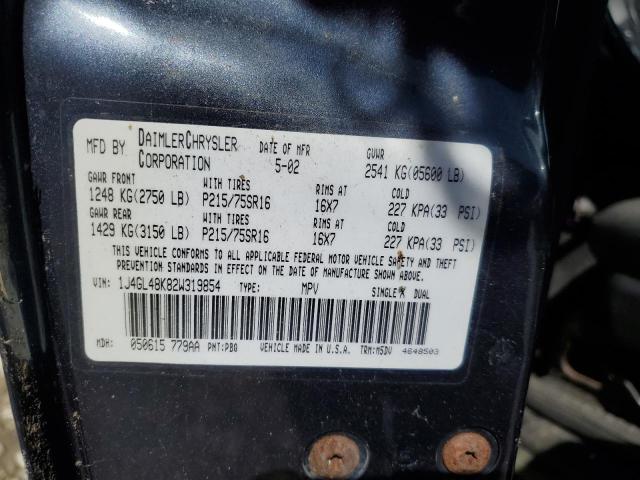 MFD BY DAIMLERCHRYSLER CORPORATION DATE OF MFR 5-02 GVWR 2541 KG(05600 LB)
GAWR FRONT WITH TIRES RIMS AT COLD
1248 KG(2750 LB) P215/75SR16 16X7 227 KPA(33 PSI)
GAWR REAR WITH TIRES RIMS AT COLD
1429 KG(3150 LB) P215/75SR16 16X7 227 KPA(33 PSI)
THIS VEHICLE CONFORMS TO ALL APPLICABLE FEDERAL MOTOR VEHICLE SAFETY AND THEFT
PREVENTION STANDARDS IN EFFECT ON THE DATE OF MANUFACTURE SHOWN ABOVE.
VIN: 1J4GL48K82W319854 TYPE: MPV SINGLE X DUAL
MDH: 050615 779AA PNT:PBQ VEHICLE MADE IN U.S.A. TRM:M5DV 4648503